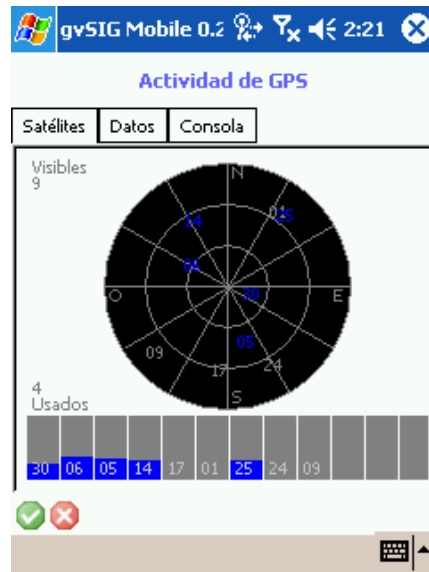 gvSIG Mobile 0.2 2:21
Actividad de GPS
Satélites Datos Consola
Visibles
9
N
14 01 25
06
O 30 E
05
09 17 24
S
4
Usados
30 06 05 14 17 01 25 24 09